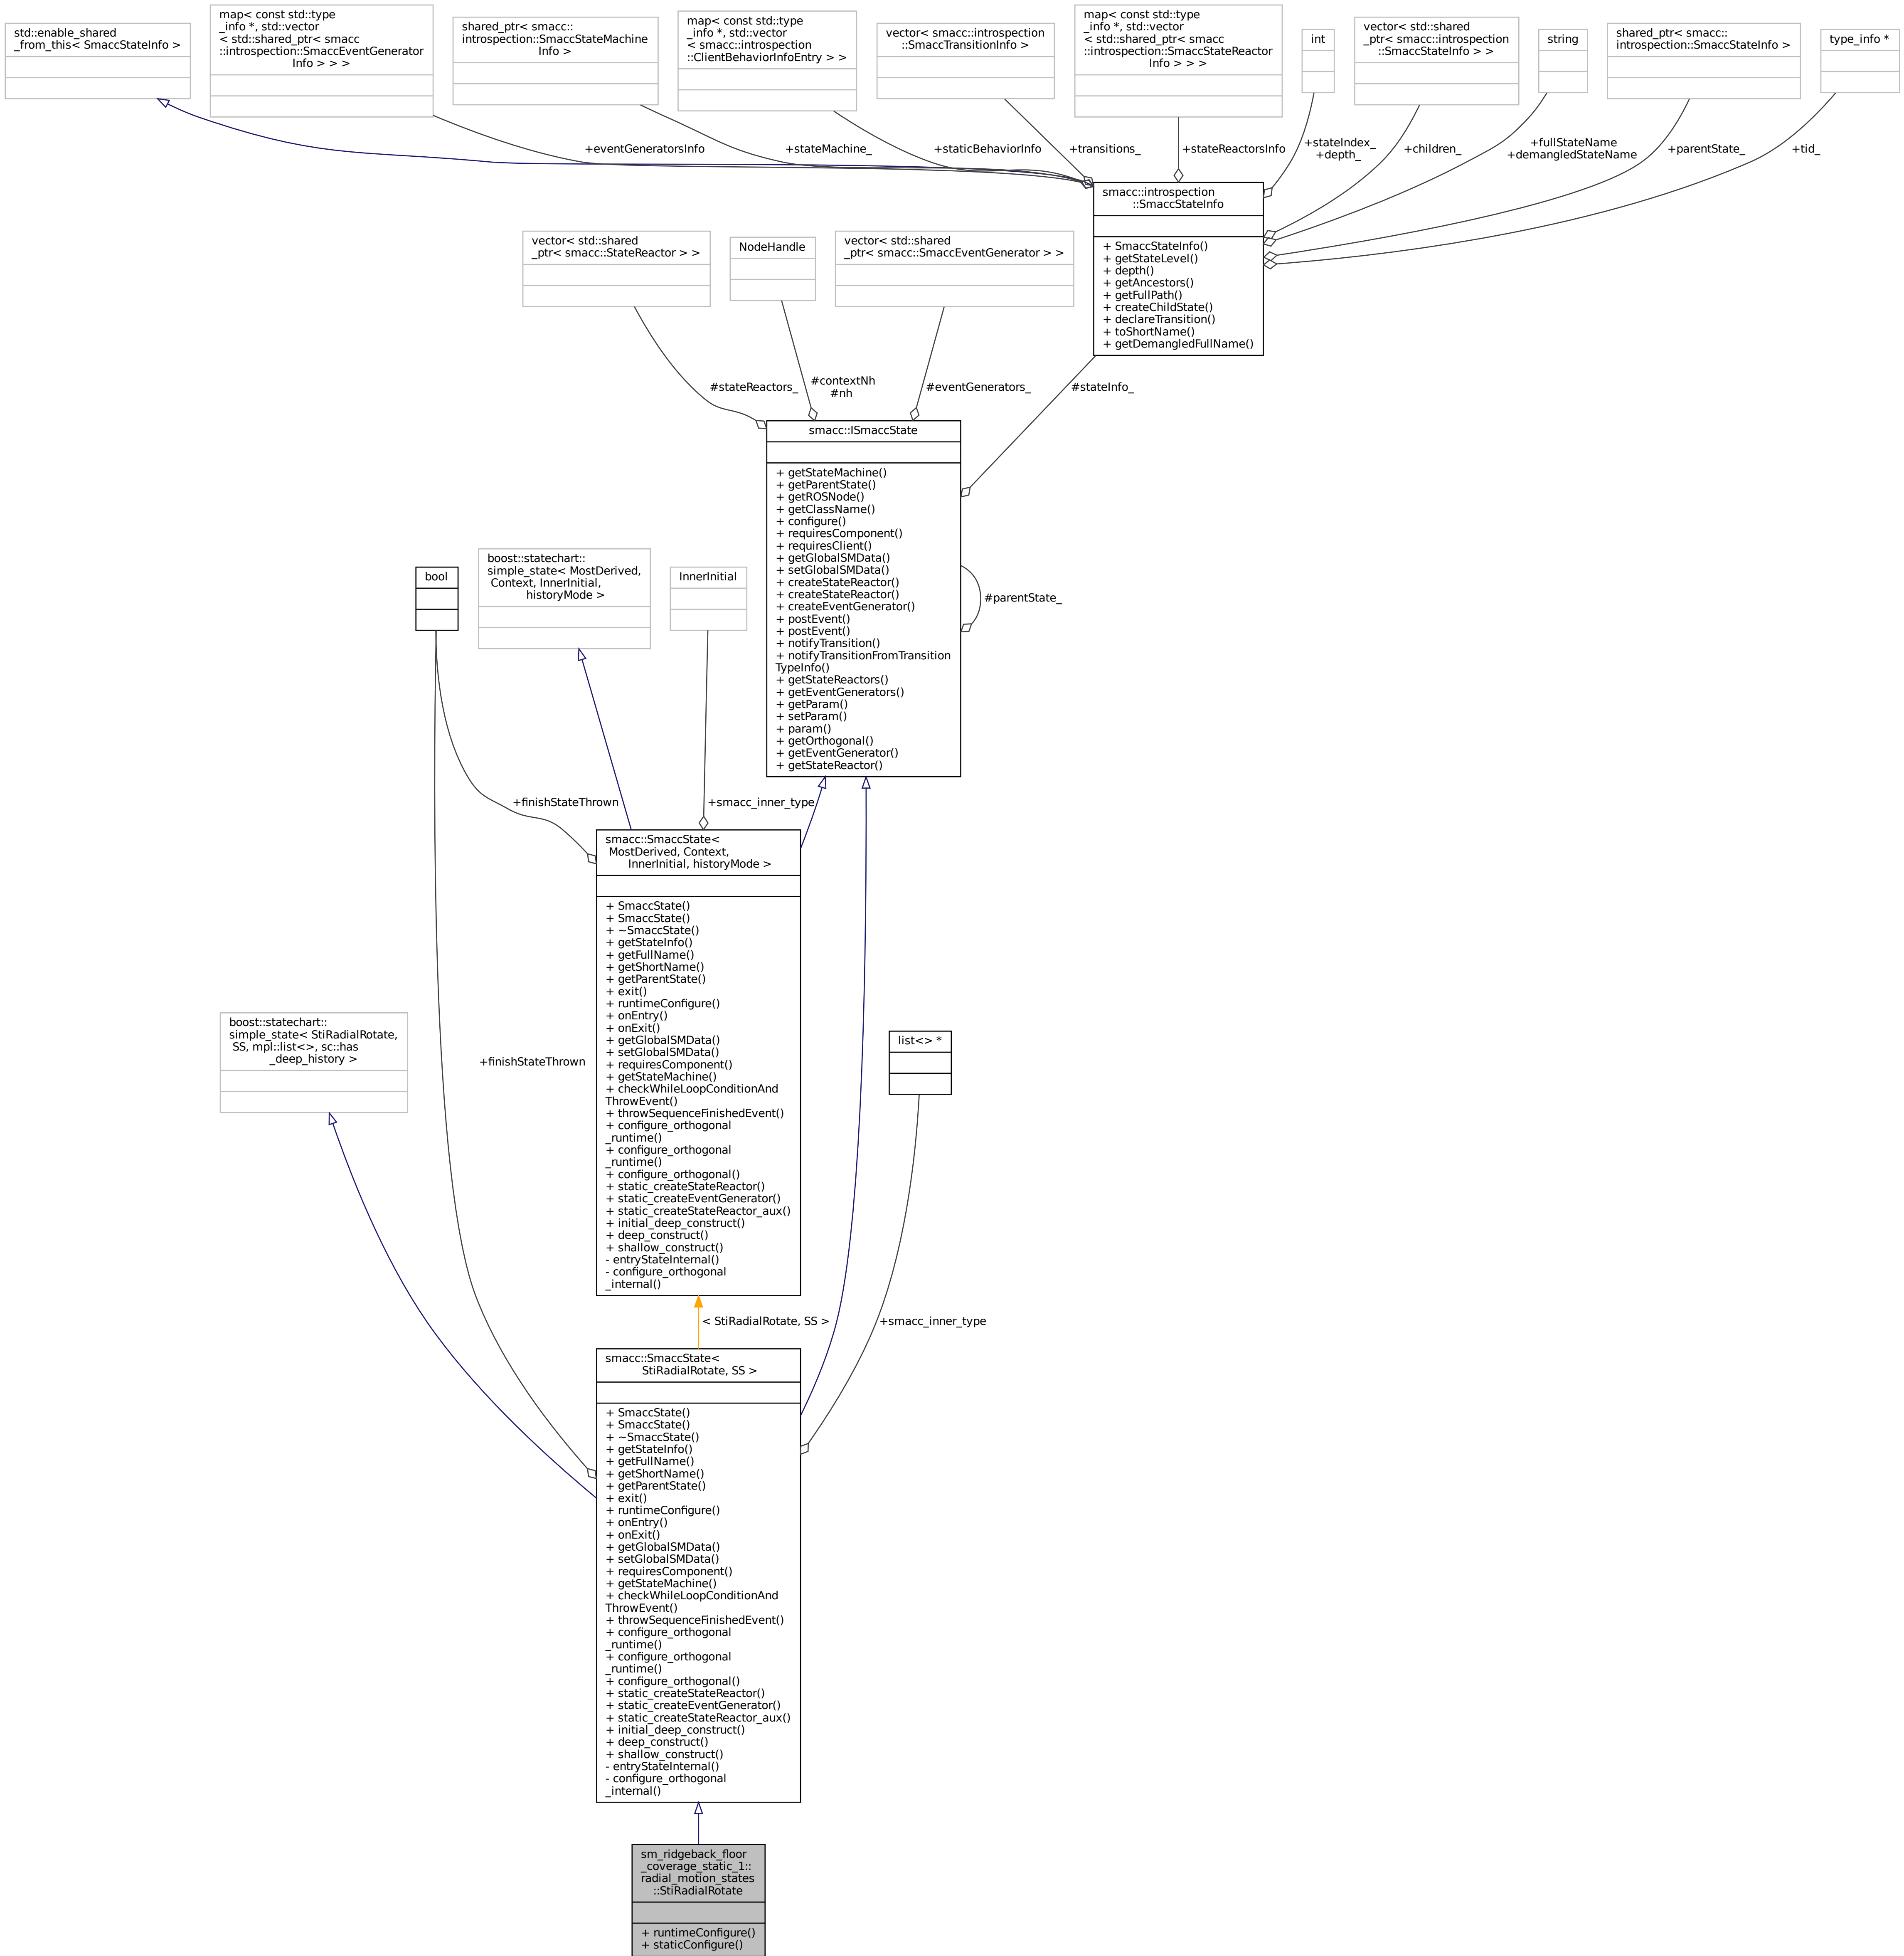 std::enable_shared
_from_this< SmaccStateInfo >
map< const std::type
_info *, std::vector
< std::shared_ptr< smacc
::introspection::SmaccEventGenerator
Info > > >
shared_ptr< smacc::
introspection::SmaccStateMachine
Info >
map< const std::type
_info *, std::vector
< smacc::introspection
::ClientBehaviorInfoEntry > >
vector< smacc::introspection
::SmaccTransitionInfo >
map< const std::type
_info *, std::vector
< std::shared_ptr< smacc
::introspection::SmaccStateReactor
Info > > >
int
vector< std::shared
_ptr< smacc::introspection
::SmaccStateInfo > >
string
shared_ptr< smacc::
introspection::SmaccStateInfo >
type_info *
+eventGeneratorsInfo
+stateMachine_
+staticBehaviorInfo
+transitions_
+stateReactorsInfo
+stateIndex_
+depth_
+children_
+fullStateName
+demangledStateName
+parentState_
+tid_
smacc::introspection
::SmaccStateInfo
+ SmaccStateInfo()
+ getStateLevel()
+ depth()
+ getAncestors()
+ getFullPath()
+ createChildState()
+ declareTransition()
+ toShortName()
+ getDemangledFullName()
vector< std::shared
_ptr< smacc::StateReactor > >
NodeHandle
vector< std::shared
_ptr< smacc::SmaccEventGenerator > >
#stateReactors_
#contextNh
#nh
#eventGenerators_
#stateInfo_
smacc::ISmaccState
+ getStateMachine()
+ getParentState()
+ getROSNode()
+ getClassName()
+ configure()
+ requiresComponent()
+ requiresClient()
+ getGlobalSMData()
+ setGlobalSMData()
+ createStateReactor()
+ createStateReactor()
+ createEventGenerator()
+ postEvent()
+ postEvent()
+ notifyTransition()
+ notifyTransitionFromTransition
TypeInfo()
+ getStateReactors()
+ getEventGenerators()
+ getParam()
+ setParam()
+ param()
+ getOrthogonal()
+ getEventGenerator()
+ getStateReactor()
#parentState_
bool
boost::statechart::
simple_state< MostDerived,
Context, InnerInitial,
historyMode >
InnerInitial
+finishStateThrown
+smacc_inner_type
smacc::SmaccState<
MostDerived, Context,
InnerInitial, historyMode >
+ SmaccState()
+ SmaccState()
+ ~SmaccState()
+ getStateInfo()
+ getFullName()
+ getShortName()
+ getParentState()
+ exit()
+ runtimeConfigure()
+ onEntry()
+ onExit()
+ getGlobalSMData()
+ setGlobalSMData()
+ requiresComponent()
+ getStateMachine()
+ checkWhileLoopConditionAnd
ThrowEvent()
+ throwSequenceFinishedEvent()
+ configure_orthogonal
_runtime()
+ configure_orthogonal
_runtime()
+ configure_orthogonal()
+ static_createStateReactor()
+ static_createEventGenerator()
+ static_createStateReactor_aux()
+ initial_deep_construct()
+ deep_construct()
+ shallow_construct()
- entryStateInternal()
- configure_orthogonal
_internal()
boost::statechart::
simple_state< StiRadialRotate,
SS, mpl::list<>, sc::has
_deep_history >
+finishStateThrown
list<> *
< StiRadialRotate, SS >
+smacc_inner_type
smacc::SmaccState<
StiRadialRotate, SS >
+ SmaccState()
+ SmaccState()
+ ~SmaccState()
+ getStateInfo()
+ getFullName()
+ getShortName()
+ getParentState()
+ exit()
+ runtimeConfigure()
+ onEntry()
+ onExit()
+ getGlobalSMData()
+ setGlobalSMData()
+ requiresComponent()
+ getStateMachine()
+ checkWhileLoopConditionAnd
ThrowEvent()
+ throwSequenceFinishedEvent()
+ configure_orthogonal
_runtime()
+ configure_orthogonal
_runtime()
+ configure_orthogonal()
+ static_createStateReactor()
+ static_createEventGenerator()
+ static_createStateReactor_aux()
+ initial_deep_construct()
+ deep_construct()
+ shallow_construct()
- entryStateInternal()
- configure_orthogonal
_internal()
sm_ridgeback_floor
_coverage_static_1::
radial_motion_states
::StiRadialRotate
+ runtimeConfigure()
+ staticConfigure()